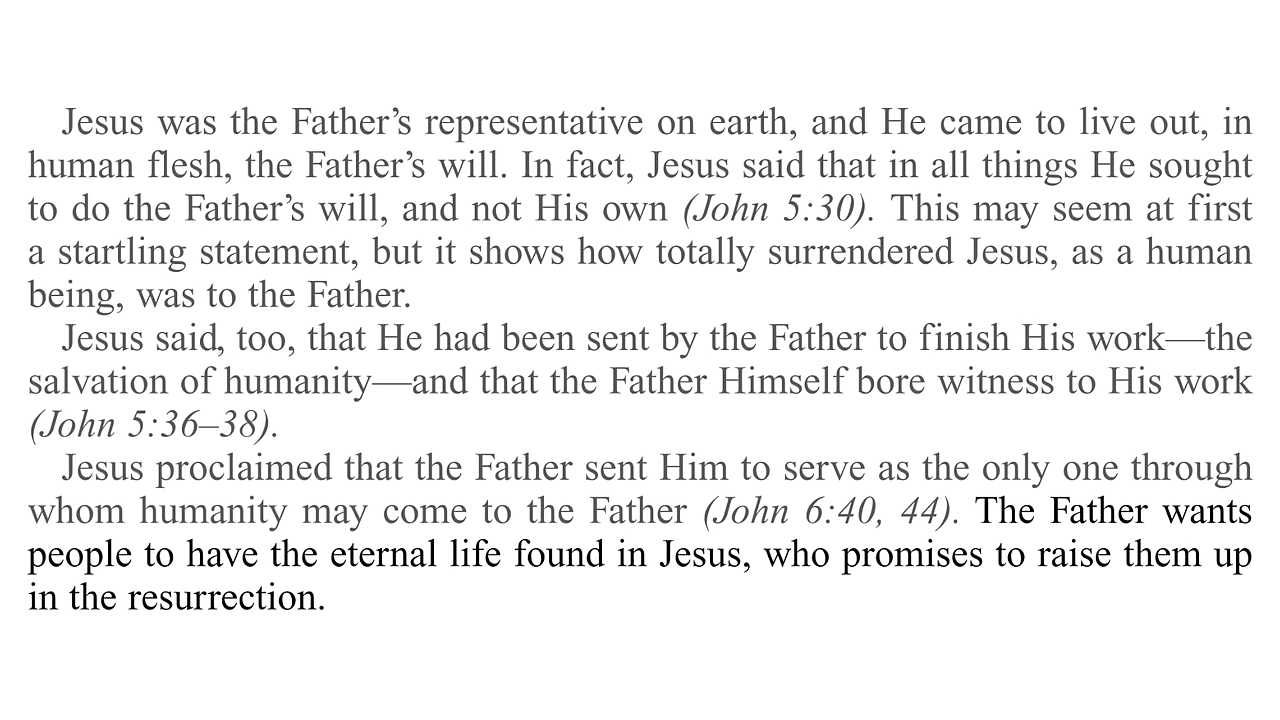 Jesus was the Father’s representative on earth, and He came to live out, in
human flesh, the Father’s will. In fact, Jesus said that in all things He sought
to do the Father’s will, and not His own (John 5:30). This may seem at first
a startling statement, but it shows how totally surrendered Jesus, as a human
being, was to the Father.
Jesus said, too, that He had been sent by the Father to finish His work—the
salvation of humanity—and that the Father Himself bore witness to His work
(John 5:36–38).
Jesus proclaimed that the Father sent Him to serve as the only one through
whom humanity may come to the Father (John 6:40, 44). The Father wants
people to have the eternal life found in Jesus, who promises to raise them up
in the resurrection.